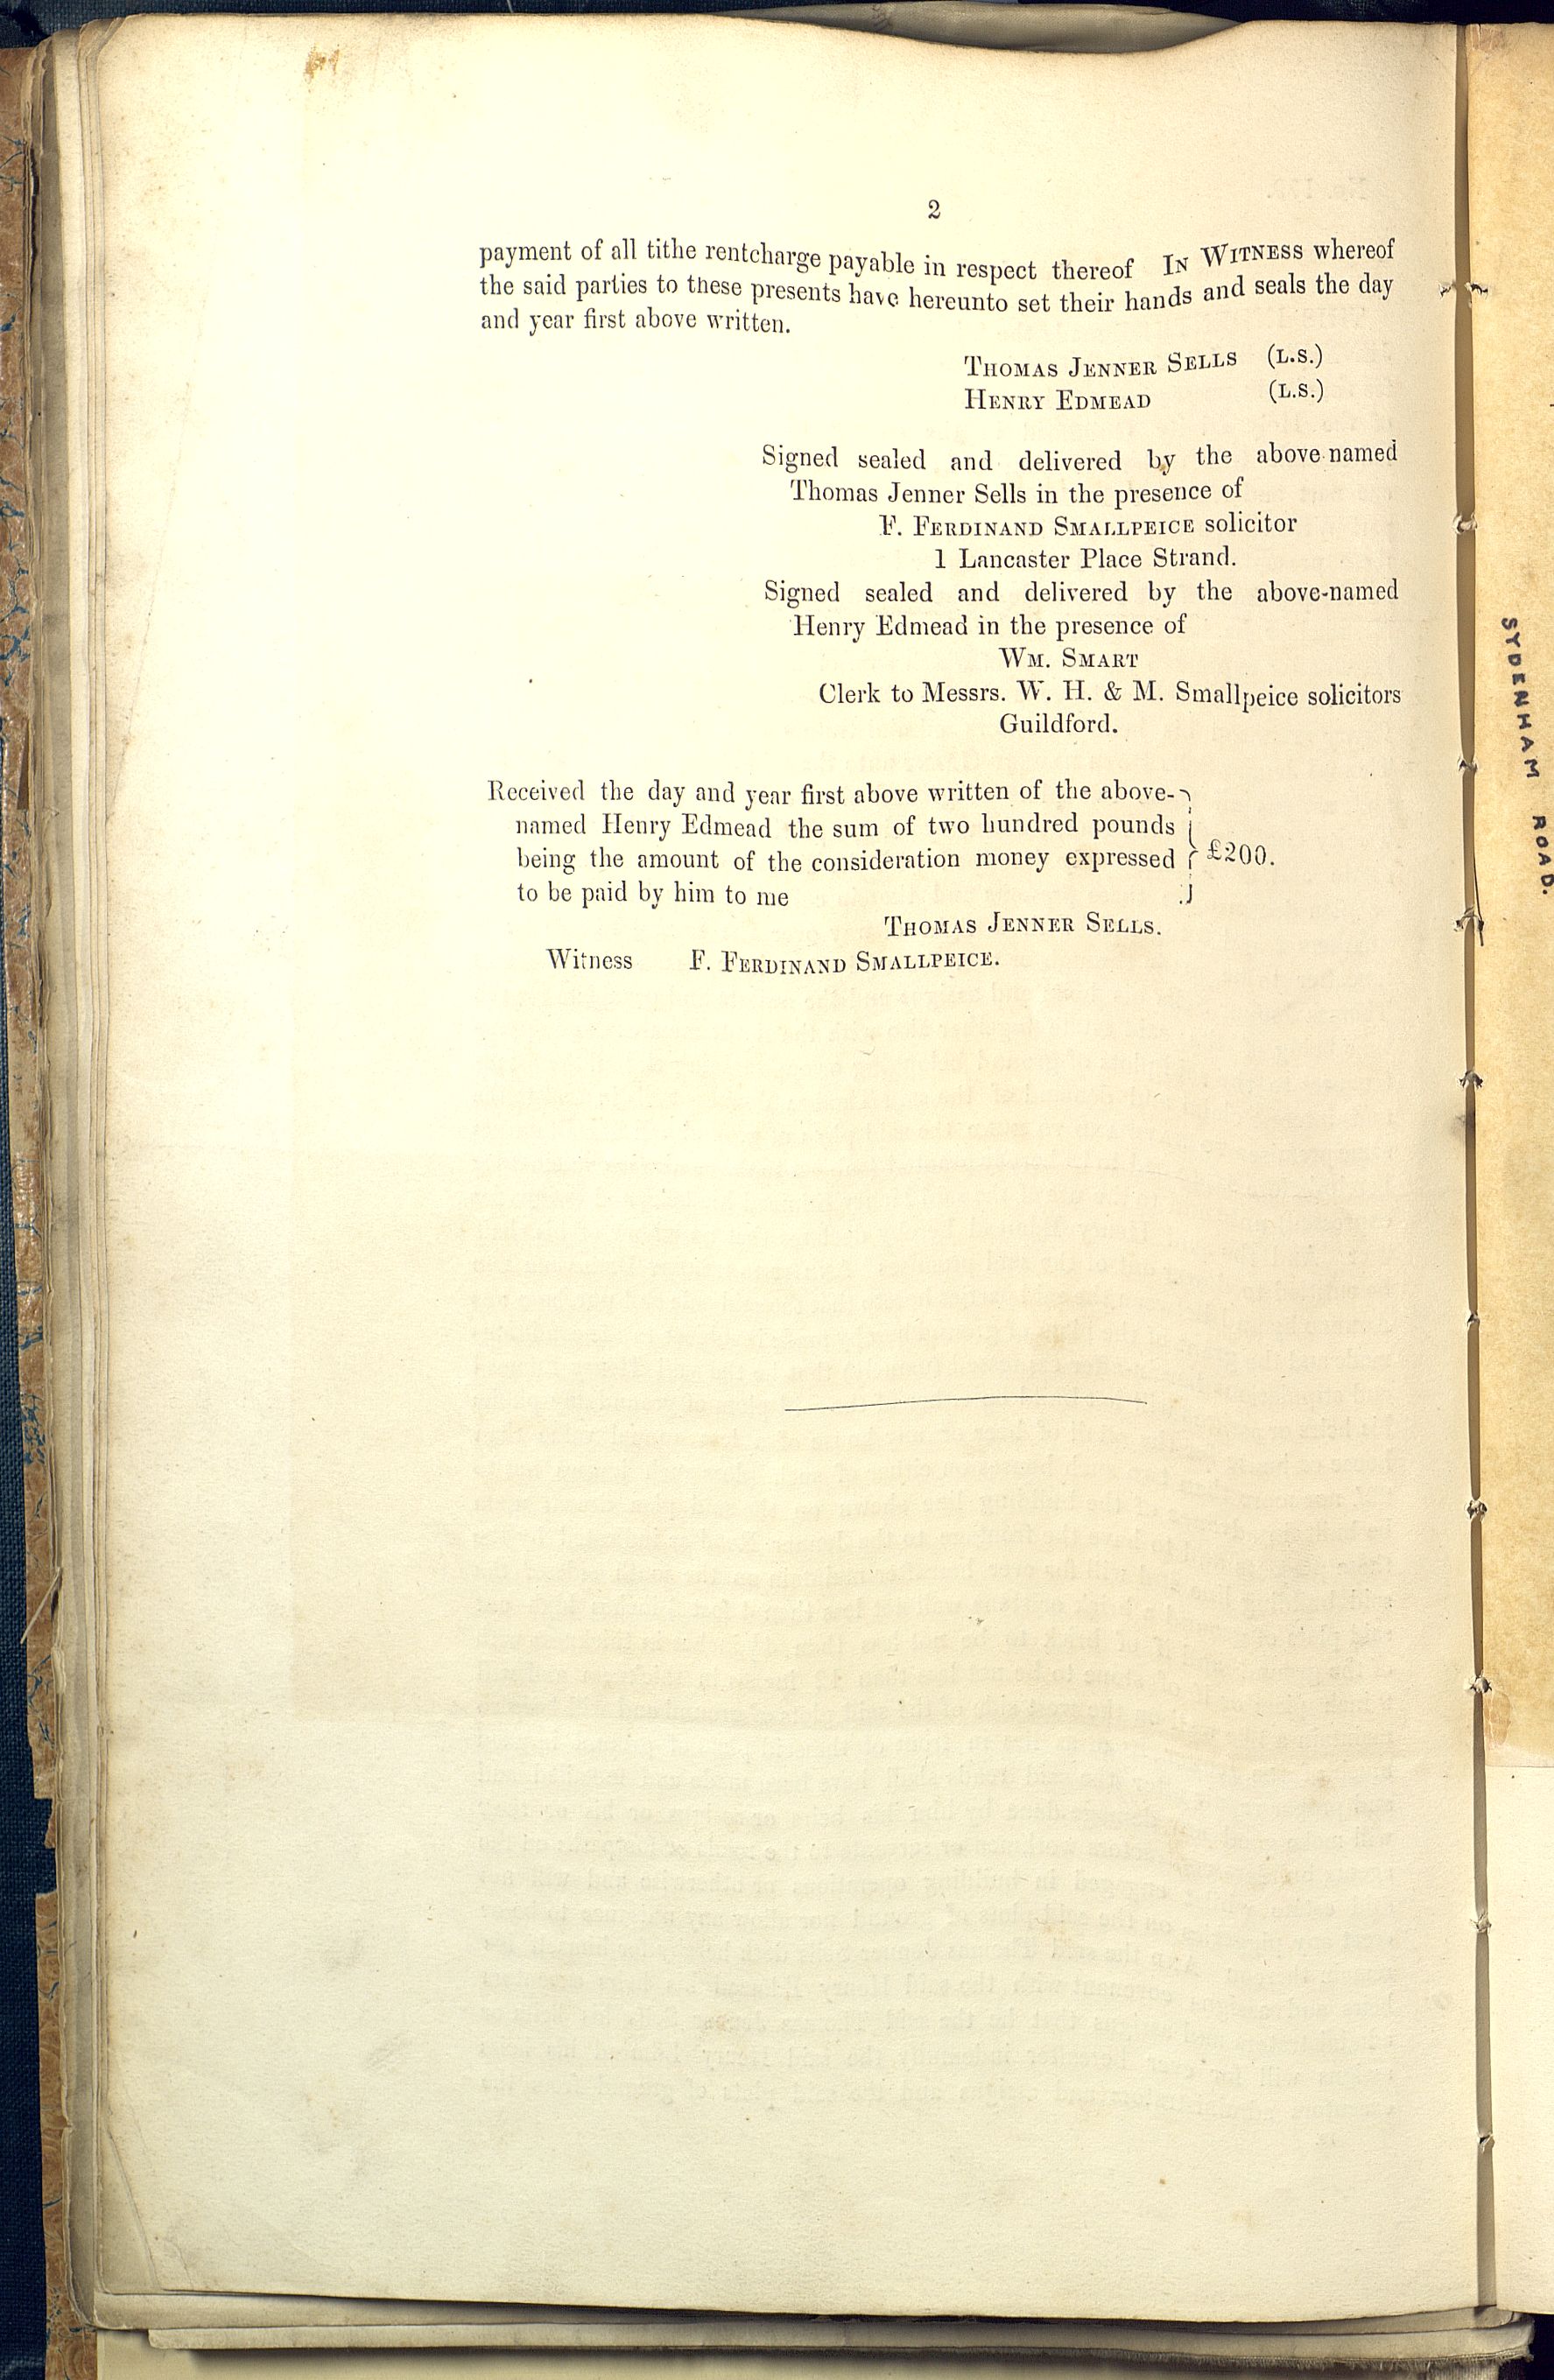 2
payment of all tithe rentcharge payable in respect thereof IN WITNESS whereof
the said parties to these presents have hereunto set their hands and seals the day
and year first above written.
THOMAS JENNER SELLS (L.S.)
HENRY EDMEAD (L.S.)
Signed sealed and delivered by the above-named
Thomas Jenner Sells in the presence of
F. FERDINAND SMALLPEICE solicitor
1 Lancaster Place Strand.
Signed sealed and delivered by the above-named
Henry Edmead in the presence of
WM. SMART
Clerk to Messrs. W. H. & M. Smallpeice solicitors
Guildford.
Received the day and year first above written of the above-
named Henry Edmead the sum of two hundred pounds
being the amount of the consideration money expressed
to be paid by him to me
£200.
THOMAS JENNER SELLS.
Witness F. FERDINAND SMALLPEICE.
SYDENHAM ROAD.